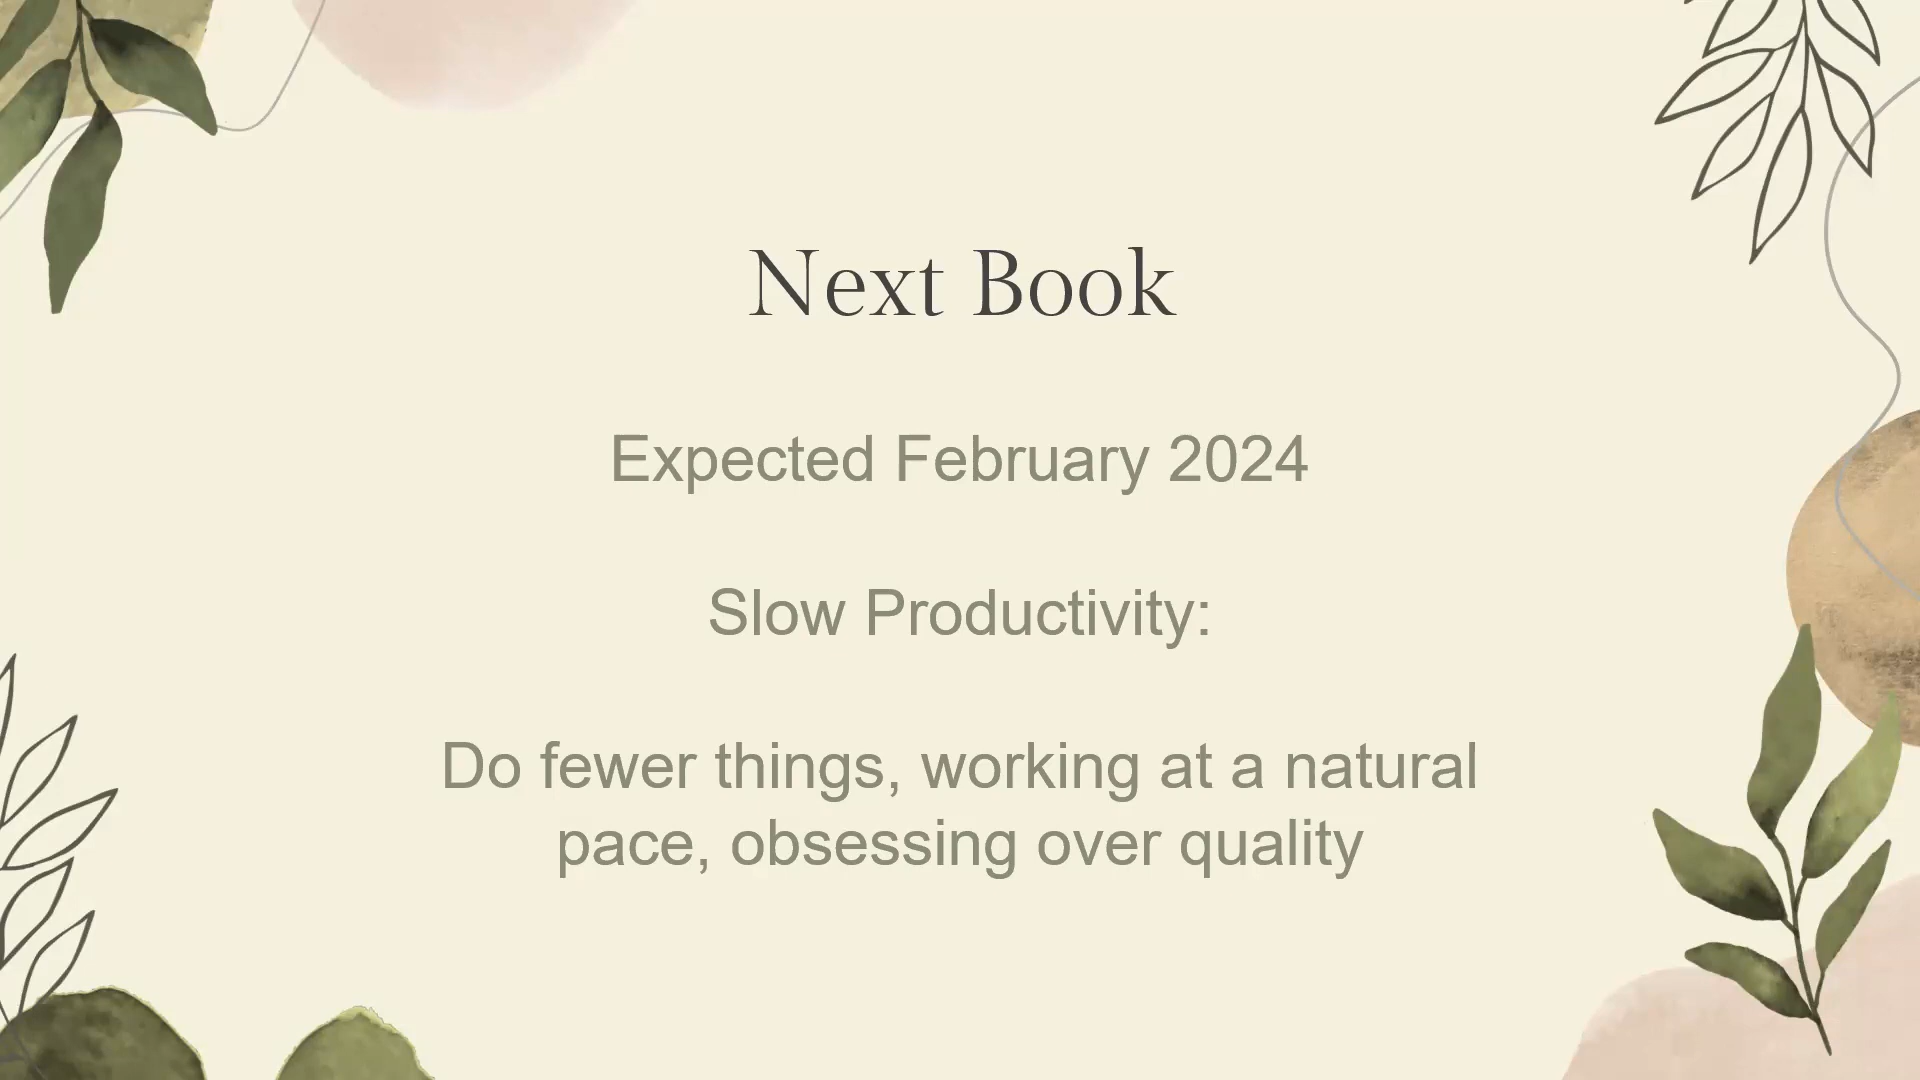 Next Book
Expected February 2024
Slow Productivity:
Do fewer things, working at a natural
pace, obsessing over quality